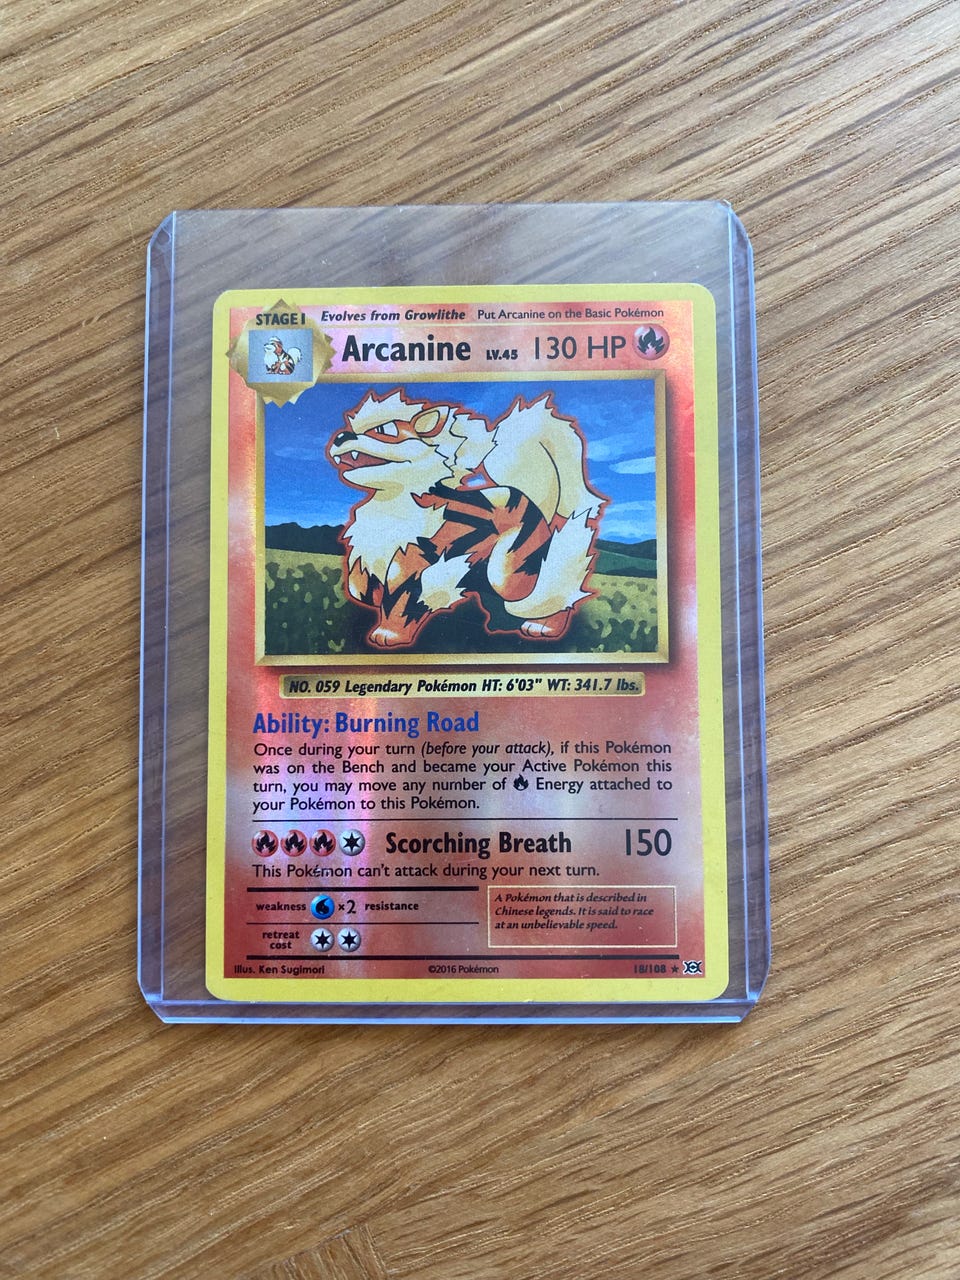 STAGE 1 Evolves from Growlithe Put Arcanine on the Basic Pokémon
Arcanine LV.45 130 HP
NO. 059 Legendary Pokémon HT: 6'03" WT: 341.7 lbs.
Ability: Burning Road
Once during your turn (before your attack), if this Pokémon
was on the Bench and became your Active Pokémon this
turn, you may move any number of Energy attached to
your Pokémon to this Pokémon.
Scorching Breath 150
This Pokémon can't attack during your next turn.
weakness ×2 resistance
retreat
cost
A Pokémon that is described in
Chinese legends. It is said to race
at an unbelievable speed.
Illus. Ken Sugimori ©2016 Pokémon 18/108 ★